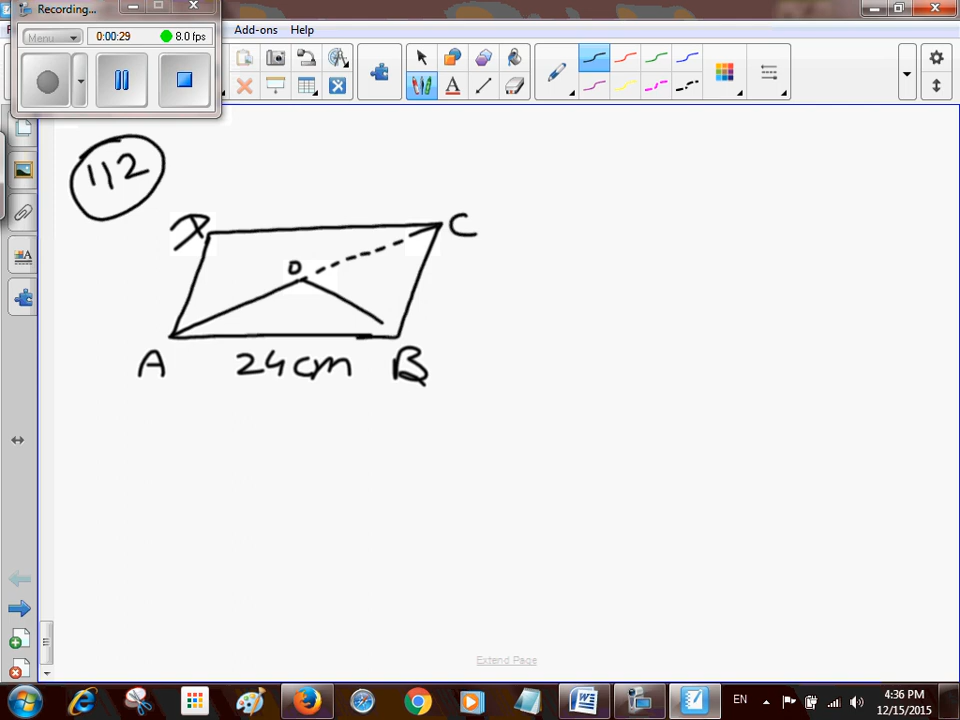 Recording...
Menu
0:00:29
8.0 fps
Add-ons Help
112
C
O
A
24cm
B
Extend Page
EN
4:36 PM
12/15/2015